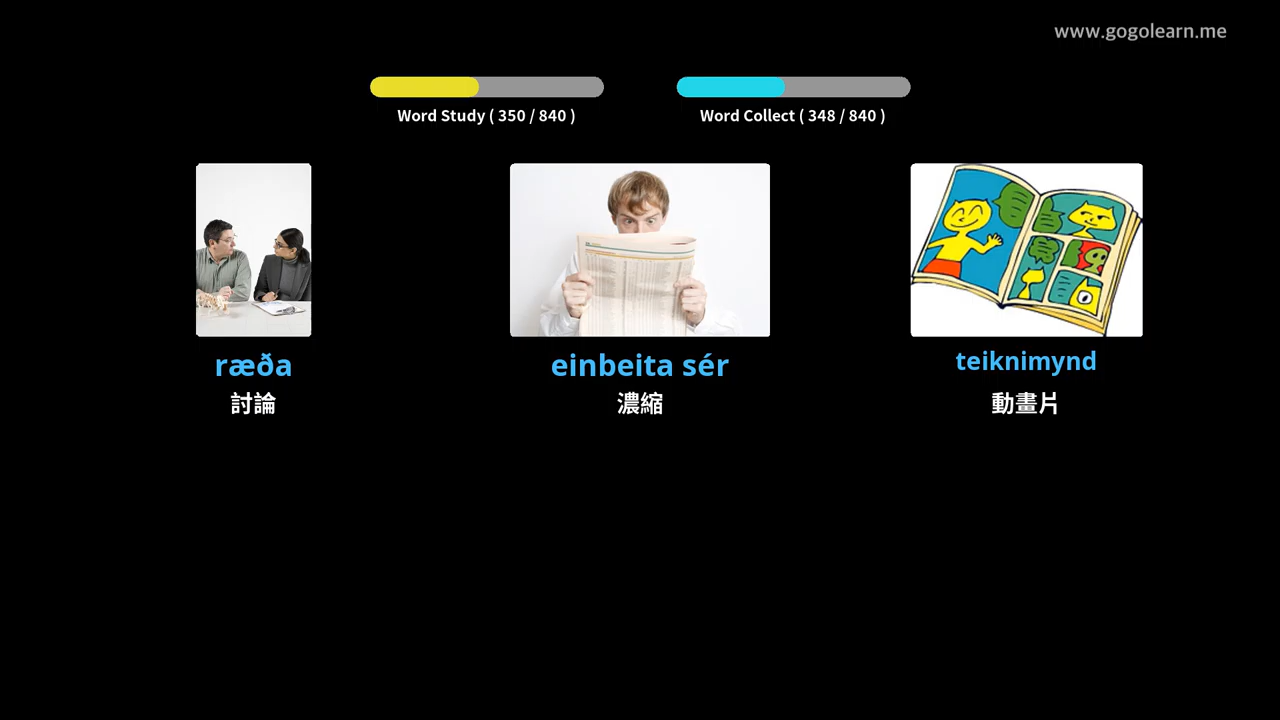 www.gogolearn.me
Word Study ( 350 / 840 )
Word Collect ( 348 / 840 )
ræða
討論
einbeita sér
濃縮
teiknimynd
動畫片